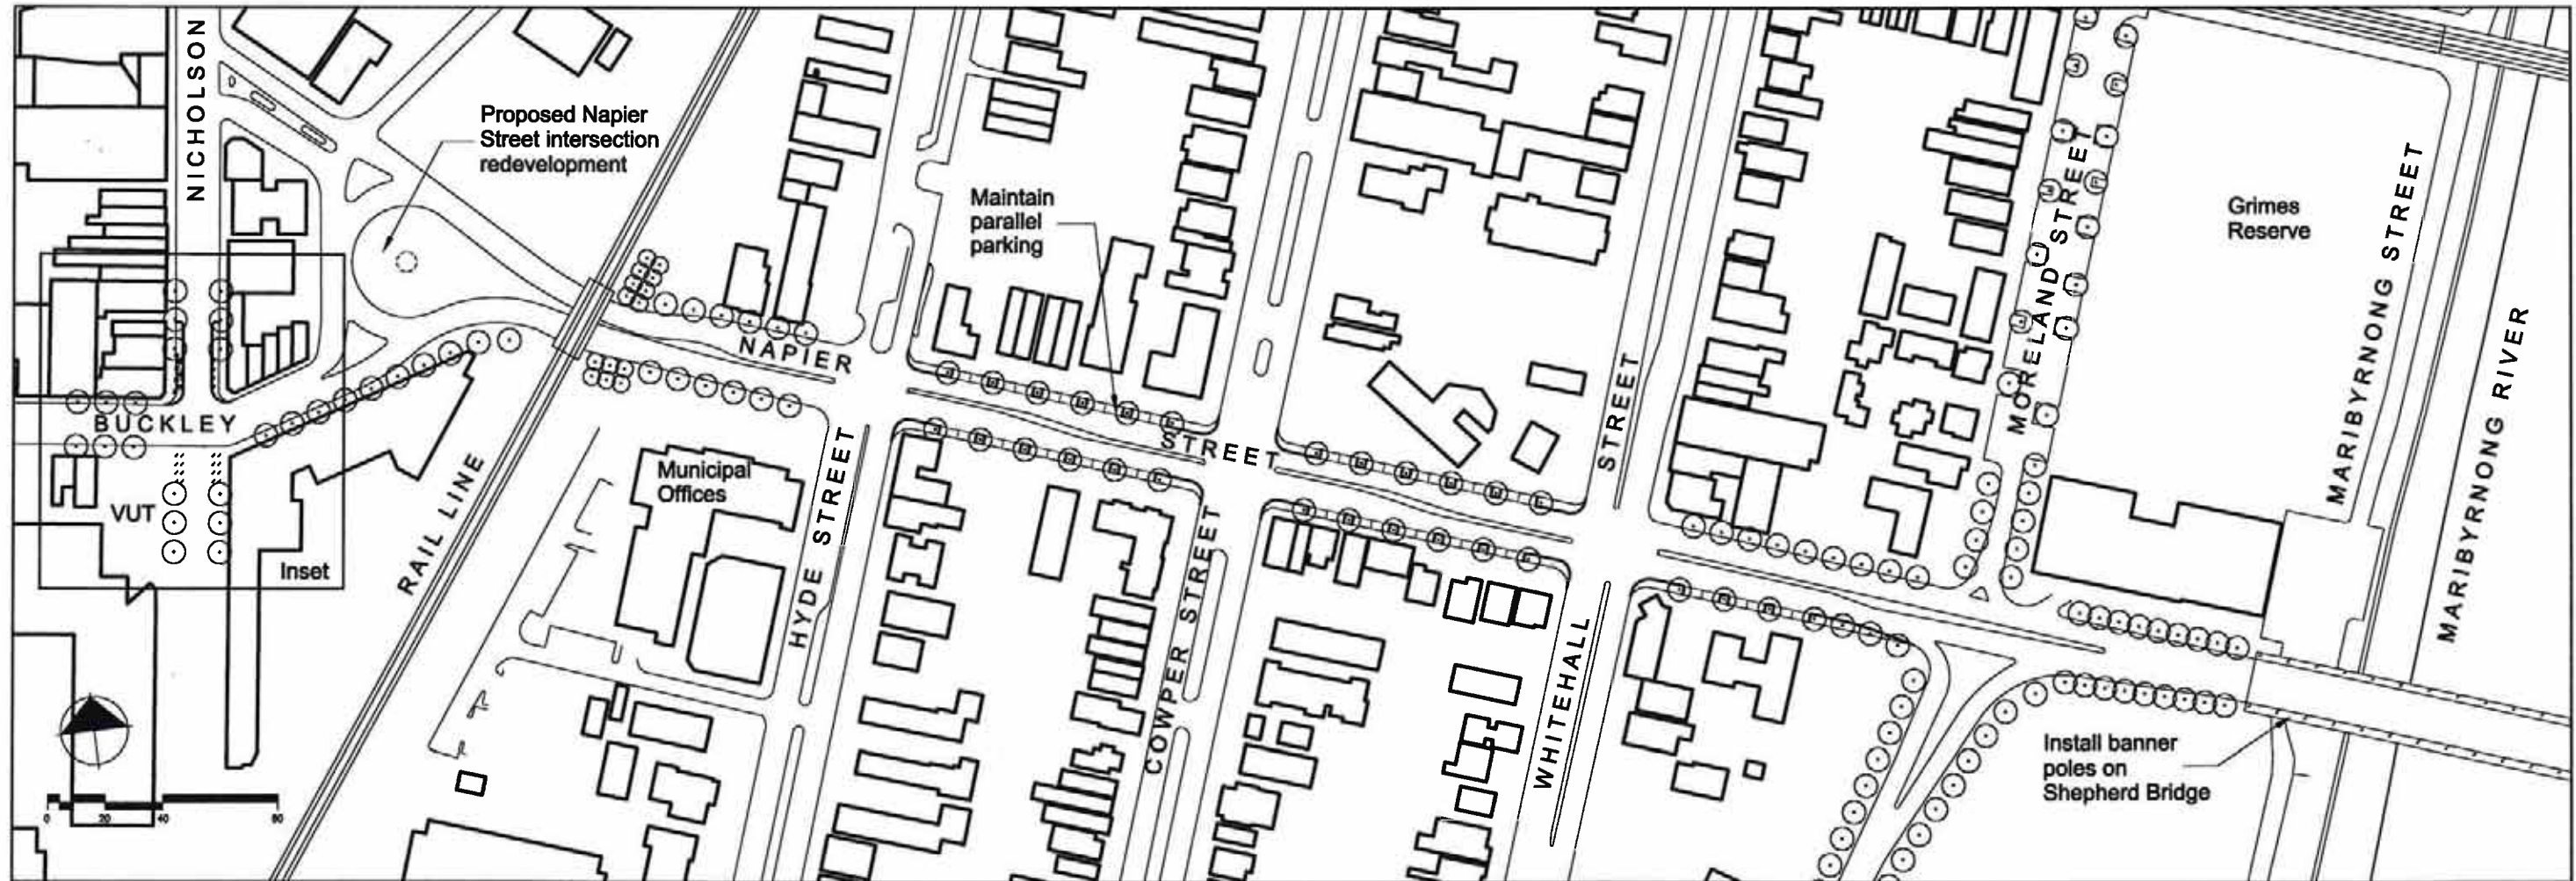 NICHOLSON
Proposed Napier
Street intersection
redevelopment
Maintain
parallel
parking
Grimes
Reserve
MORELAND STREET
MARIBYRNONG STREET
MARIBYRNONG RIVER
NAPIER
STREET
STREET
BUCKLEY
VUT
Inset
RAIL LINE
Municipal
Offices
HYDE STREET
COWPER STREET
WHITEHALL
Install banner
poles on
Shepherd Bridge
0 20 40 80